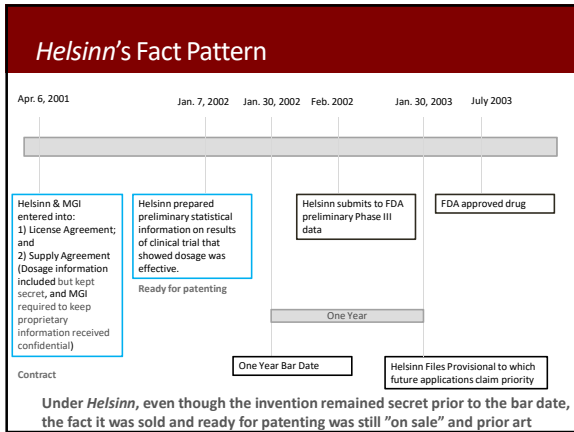 Helsinn's Fact Pattern
Apr. 6, 2001
Jan. 7, 2002
Jan. 30, 2002
Feb. 2002
Jan. 30, 2003
July 2003
Helsinn & MGI
entered into:
1) License Agreement;
and
2) Supply Agreement
(Dosage information
included but kept
secret, and MGI
required to keep
proprietary
information received
confidential)
Contract
Helsinn prepared
preliminary statistical
information on results
of clinical trial that
showed dosage was
effective.
Ready for patenting
Helsinn submits to FDA
preliminary Phase III
data
FDA approved drug
One Year
One Year Bar Date
Helsinn Files Provisional to which
future applications claim priority
Under Helsinn, even though the invention remained secret prior to the bar date,
the fact it was sold and ready for patenting was still "on sale" and prior art